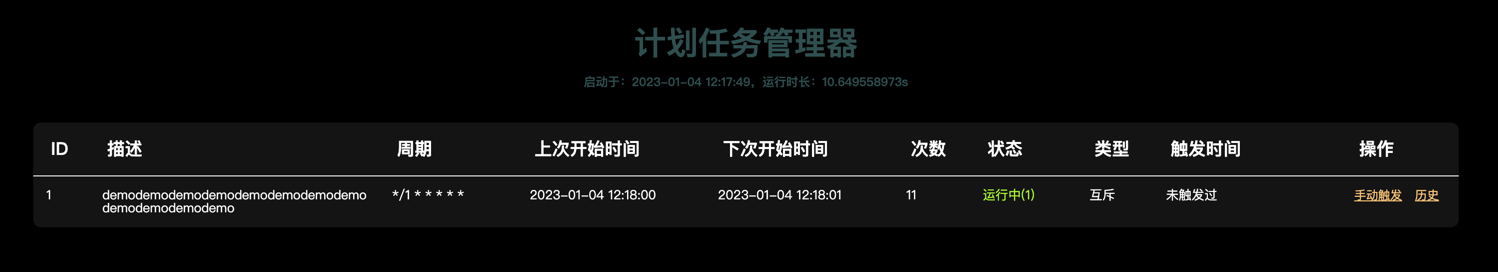 计划任务管理器
启动于：2023-01-04 12:17:49，运行时长：10.649558973s
ID 描述 周期 上次开始时间 下次开始时间 次数 状态 类型 触发时间 操作
1 demodemodemodemodemodemodemodemo */1 * * * * * 2023-01-04 12:18:00 2023-01-04 12:18:01 11 运行中(1) 互斥 未触发过 手动触发 历史
demodemodemodemo